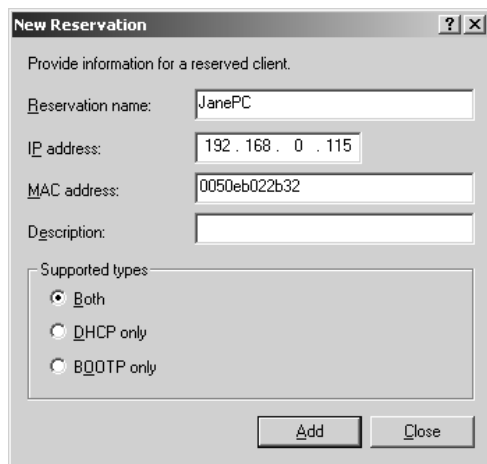 New Reservation
Provide information for a reserved client.
Reservation name: JanePC
IP address: 192 . 168 . 0 . 115
MAC address: 0050eb022b32
Description:
Supported types
Both
DHCP only
BOOTP only
Add Close